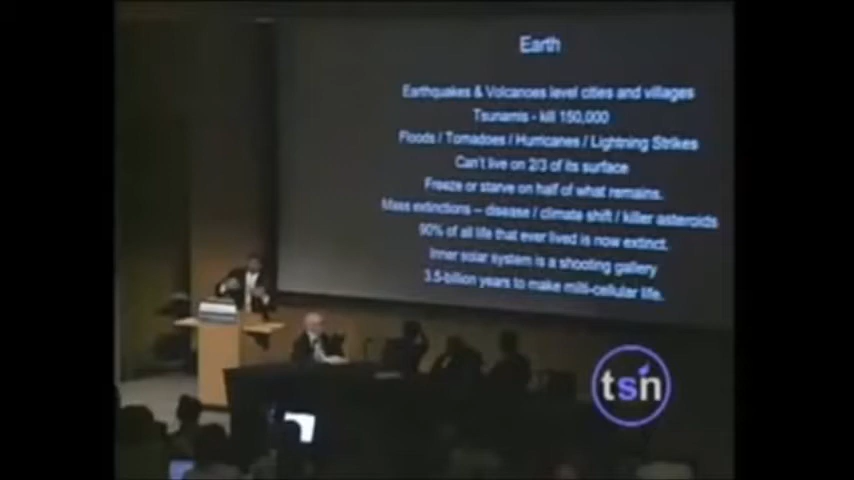 Earth
Earthquakes & Volcanoes level cities and villages
Tsunamis - kill 150,000
Floods / Tornadoes / Hurricanes / Lightning Strikes
Can't live on 2/3 of its surface
Freeze or starve on half of what remains.
Mass extinctions -- disease / climate shift / killer asteroids
90% of all life that ever lived is now extinct.
Inner solar system is a shooting gallery
3.5-billion years to make milti-cellular life.
tsn